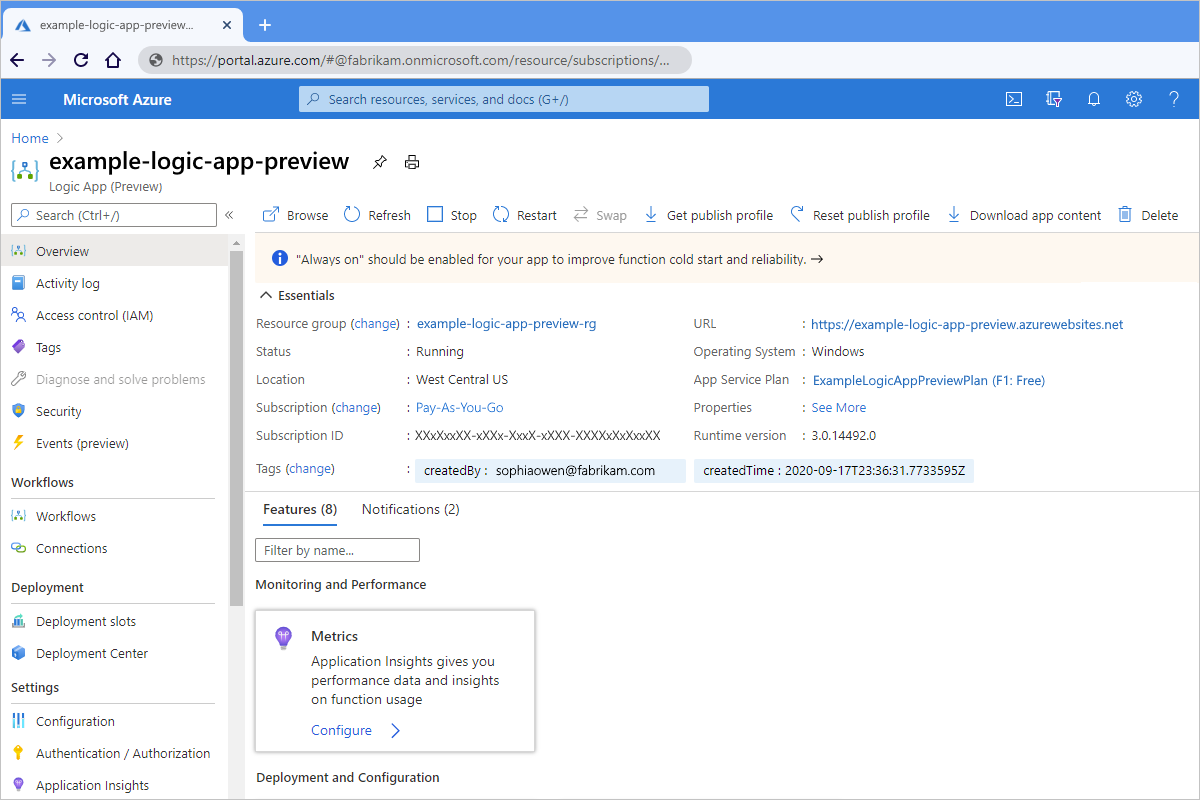 example-logic-app-preview...
https://portal.azure.com/#@fabrikam.onmicrosoft.com/resource/subscriptions/...
Microsoft Azure
Search resources, services, and docs (G+/)
Home
example-logic-app-preview
Logic App (Preview)
Search (Ctrl+/)
Browse Refresh Stop Restart Swap Get publish profile Reset publish profile Download app content Delete
Overview
Activity log
Access control (IAM)
Tags
Diagnose and solve problems
Security
Events (preview)
Workflows
Workflows
Connections
Deployment
Deployment slots
Deployment Center
Settings
Configuration
Authentication / Authorization
Application Insights
"Always on" should be enabled for your app to improve function cold start and reliability. →
Essentials
Resource group (change) : example-logic-app-preview-rg
Status : Running
Location : West Central US
Subscription (change) : Pay-As-You-Go
Subscription ID : XXxXxxXX-xXXx-XxxX-xXXX-XXXXxXxXxxXX
URL : https://example-logic-app-preview.azurewebsites.net
Operating System : Windows
App Service Plan : ExampleLogicAppPreviewPlan (F1: Free)
Properties : See More
Runtime version : 3.0.14492.0
Tags (change) : createdBy : sophiaowen@fabrikam.com createdTime : 2020-09-17T23:36:31.7733595Z
Features (8) Notifications (2)
Filter by name...
Monitoring and Performance
Metrics
Application Insights gives you
performance data and insights
on function usage
Configure
Deployment and Configuration